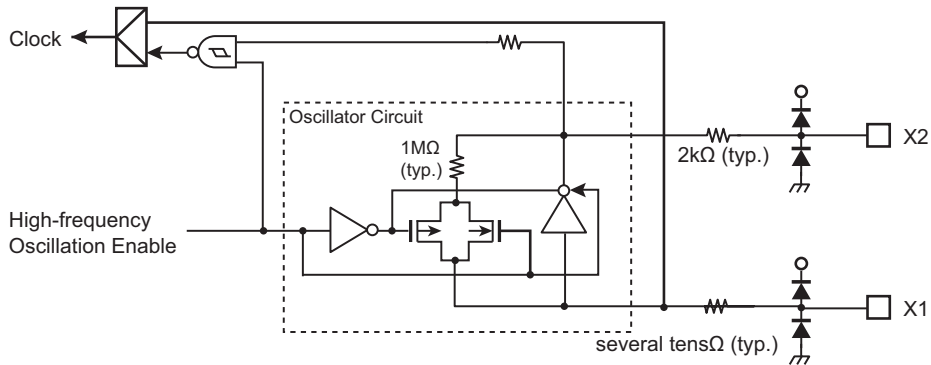 Clock
Oscillator Circuit
1MΩ
(typ.)
2kΩ (typ.)
X2
High-frequency
Oscillation Enable
X1
several tensΩ (typ.)